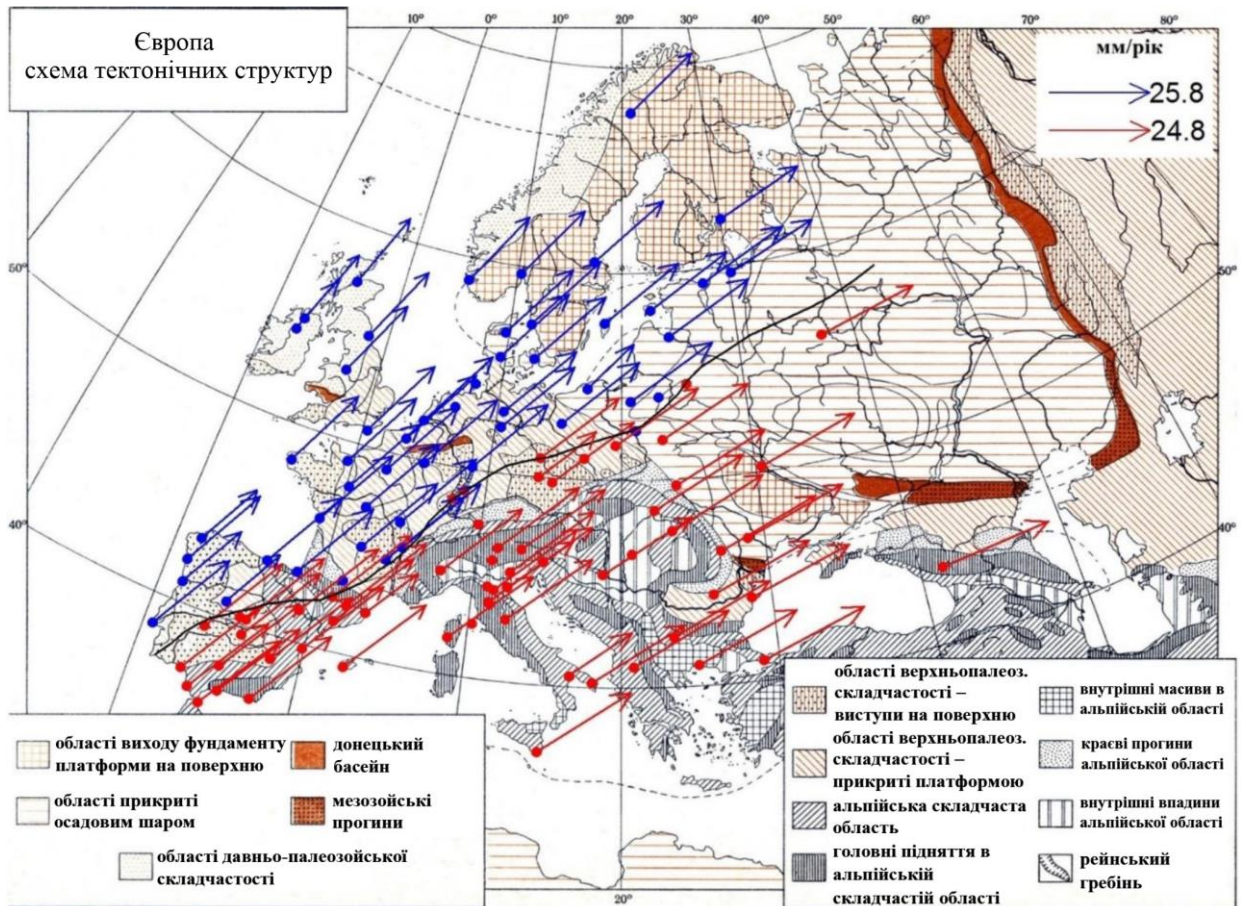 Європа
схема тектонічних структур
10°
0°
10°
20°
30°
60°
70°
80°
мм/рік
25.8
24.8
50°
50°
40°
40°
області виходу фундаменту
платформи на поверхню
області прикриті
осадовим шаром
області давньо-палеозойської
складчастості
донецький
басейн
мезозойські
прогини
області верхньопалеоз.
складчастості –
виступи на поверхню
області верхньопалеоз.
складчастості –
прикриті платформою
альпійська складчаста
область
головні підняття в
альпійській
складчастій області
внутрішні масиви в
альпійській області
краєві прогини
альпійської області
внутрішні впадини
альпійської області
рейнський
гребінь
20°